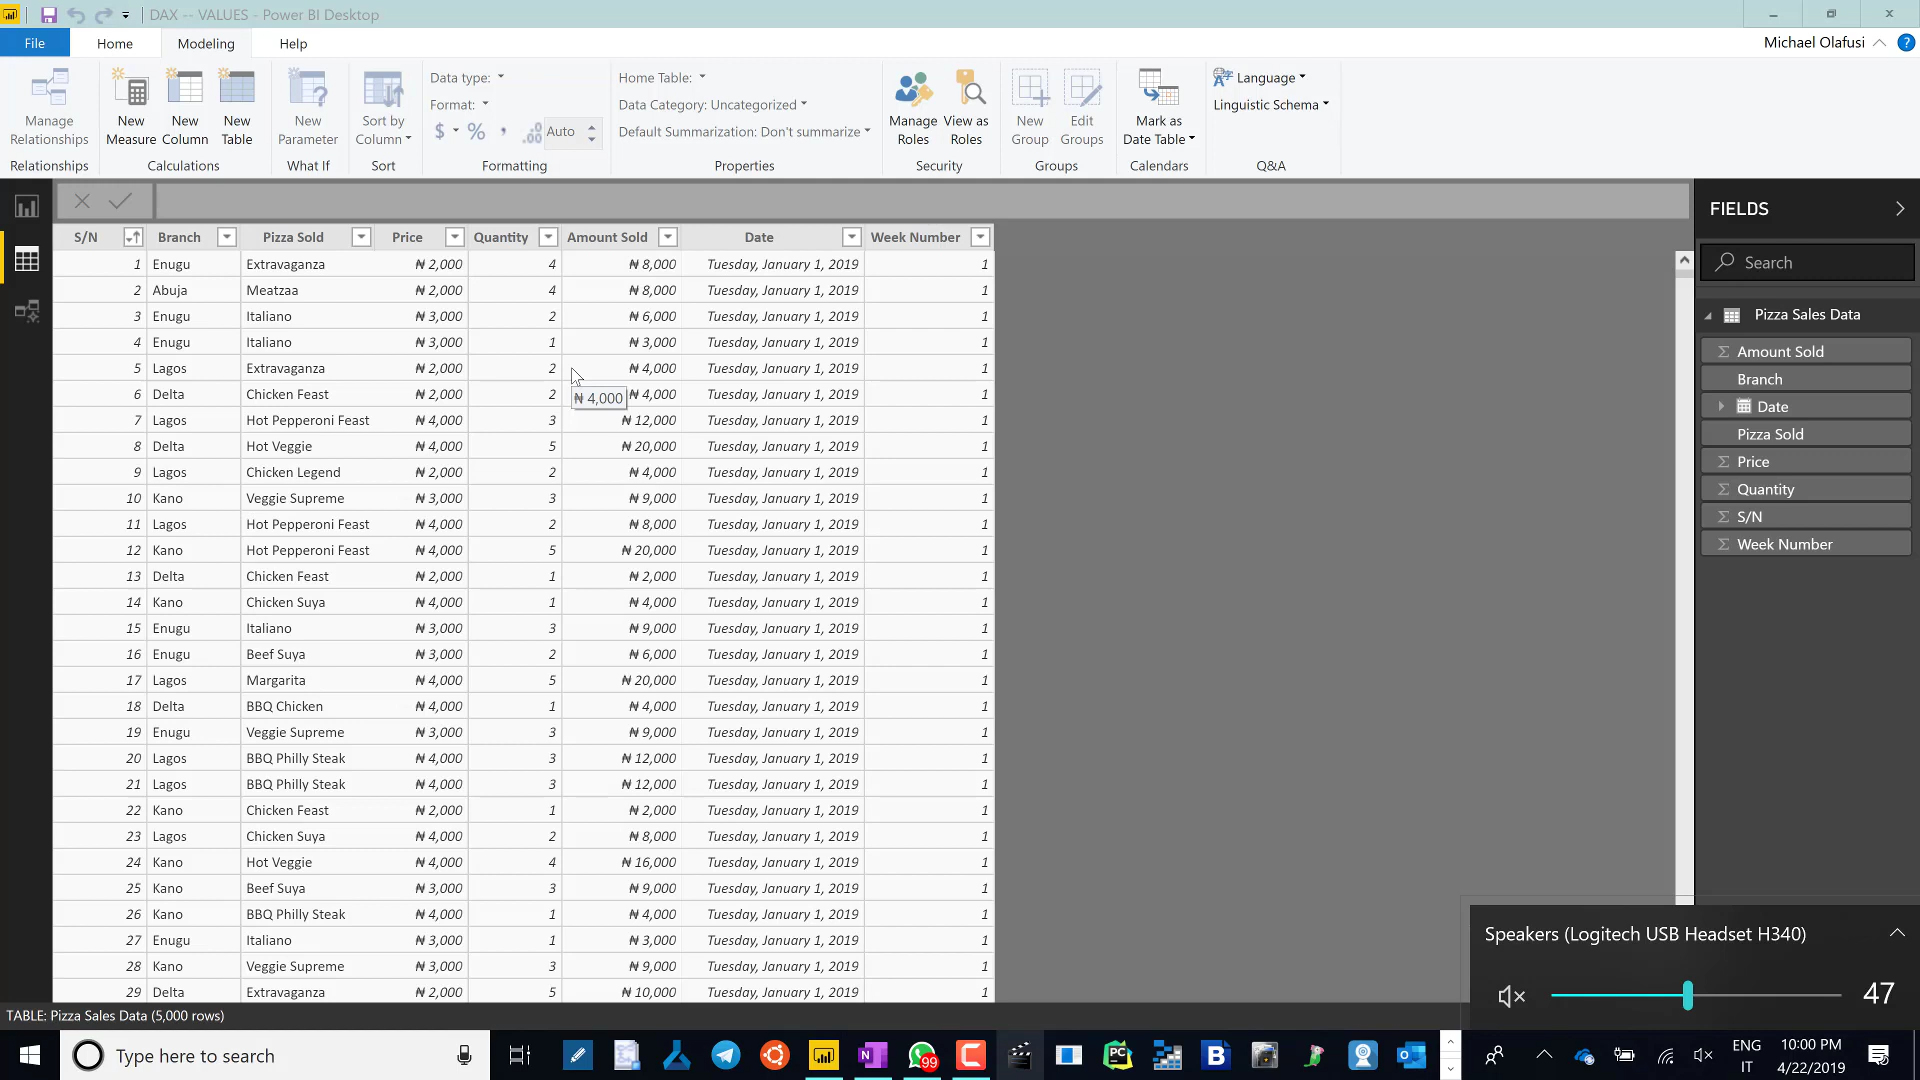 DAX -- VALUES - Power BI Desktop
File Home Modeling Help Michael Olafusi
Manage Relationships
New Measure
New Column
New Table
New Parameter
Sort by Column
Data type:
Format:
$ % , .00 Auto
Home Table:
Data Category: Uncategorized
Default Summarization: Don't summarize
Manage Roles
View as Roles
New Group
Edit Groups
Mark as Date Table
Language
Linguistic Schema
Relationships Calculations What If Sort Formatting Properties Security Groups Calendars Q&A
S/N Branch Pizza Sold Price Quantity Amount Sold Date Week Number
1 Enugu Extravaganza ₦ 2,000 4 ₦ 8,000 Tuesday, January 1, 2019 1
2 Abuja Meatzaa ₦ 2,000 4 ₦ 8,000 Tuesday, January 1, 2019 1
3 Enugu Italiano ₦ 3,000 2 ₦ 6,000 Tuesday, January 1, 2019 1
4 Enugu Italiano ₦ 3,000 1 ₦ 3,000 Tuesday, January 1, 2019 1
5 Lagos Extravaganza ₦ 2,000 2 ₦ 4,000 Tuesday, January 1, 2019 1
6 Delta Chicken Feast ₦ 2,000 2 ₦ 4,000 Tuesday, January 1, 2019 1
₦ 4,000
7 Lagos Hot Pepperoni Feast ₦ 4,000 3 ₦ 12,000 Tuesday, January 1, 2019 1
8 Delta Hot Veggie ₦ 4,000 5 ₦ 20,000 Tuesday, January 1, 2019 1
9 Lagos Chicken Legend ₦ 2,000 2 ₦ 4,000 Tuesday, January 1, 2019 1
10 Kano Veggie Supreme ₦ 3,000 3 ₦ 9,000 Tuesday, January 1, 2019 1
11 Lagos Hot Pepperoni Feast ₦ 4,000 2 ₦ 8,000 Tuesday, January 1, 2019 1
12 Kano Hot Pepperoni Feast ₦ 4,000 5 ₦ 20,000 Tuesday, January 1, 2019 1
13 Delta Chicken Feast ₦ 2,000 1 ₦ 2,000 Tuesday, January 1, 2019 1
14 Kano Chicken Suya ₦ 4,000 1 ₦ 4,000 Tuesday, January 1, 2019 1
15 Enugu Italiano ₦ 3,000 3 ₦ 9,000 Tuesday, January 1, 2019 1
16 Enugu Beef Suya ₦ 3,000 2 ₦ 6,000 Tuesday, January 1, 2019 1
17 Lagos Margarita ₦ 4,000 5 ₦ 20,000 Tuesday, January 1, 2019 1
18 Delta BBQ Chicken ₦ 4,000 1 ₦ 4,000 Tuesday, January 1, 2019 1
19 Enugu Veggie Supreme ₦ 3,000 3 ₦ 9,000 Tuesday, January 1, 2019 1
20 Lagos BBQ Philly Steak ₦ 4,000 3 ₦ 12,000 Tuesday, January 1, 2019 1
21 Lagos BBQ Philly Steak ₦ 4,000 3 ₦ 12,000 Tuesday, January 1, 2019 1
22 Kano Chicken Feast ₦ 2,000 1 ₦ 2,000 Tuesday, January 1, 2019 1
23 Lagos Chicken Suya ₦ 4,000 2 ₦ 8,000 Tuesday, January 1, 2019 1
24 Kano Hot Veggie ₦ 4,000 4 ₦ 16,000 Tuesday, January 1, 2019 1
25 Kano Beef Suya ₦ 3,000 3 ₦ 9,000 Tuesday, January 1, 2019 1
26 Kano BBQ Philly Steak ₦ 4,000 1 ₦ 4,000 Tuesday, January 1, 2019 1
27 Enugu Italiano ₦ 3,000 1 ₦ 3,000 Tuesday, January 1, 2019 1
28 Kano Veggie Supreme ₦ 3,000 3 ₦ 9,000 Tuesday, January 1, 2019 1
29 Delta Extravaganza ₦ 2,000 5 ₦ 10,000 Tuesday, January 1, 2019 1
FIELDS
Search
Pizza Sales Data
Σ Amount Sold
Branch
Date
Pizza Sold
Σ Price
Σ Quantity
Σ S/N
Σ Week Number
Speakers (Logitech USB Headset H340)
47
TABLE: Pizza Sales Data (5,000 rows)
Type here to search
99
PC
B
ENG
IT
10:00 PM
4/22/2019